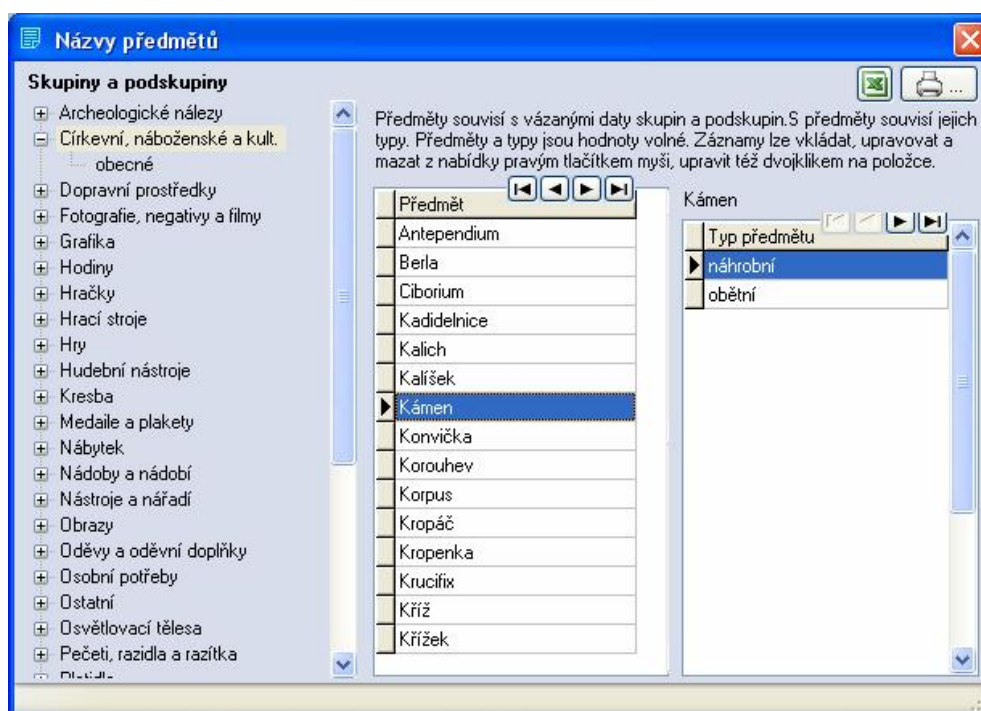 Názvy předmětů
Skupiny a podskupiny
Archeologické nálezy
Církevní, náboženské a kult.
obecné
Dopravní prostředky
Fotografie, negativy a filmy
Grafika
Hodiny
Hračky
Hrací stroje
Hry
Hudební nástroje
Kresba
Medaile a plakety
Nábytek
Nádoby a nádobí
Nástroje a nářadí
Obrazy
Oděvy a oděvní doplňky
Osobní potřeby
Ostatní
Osvětlovací tělesa
Pečeti, razidla a razítka
Předměty souvisí s vázanými daty skupin a podskupin.S předměty souvisí jejich
typy. Předměty a typy jsou hodnoty volné. Záznamy lze vkládat, upravovat a
mazat z nabídky pravým tlačítkem myši, upravit též dvojklikem na položce.
Předmět
Antependium
Berla
Ciborium
Kadidelnice
Kalich
Kalíšek
Kámen
Konvička
Korouhev
Korpus
Kropáč
Kropenka
Krucifix
Kříž
Křížek
Kámen
Typ předmětu
náhrobní
obětní